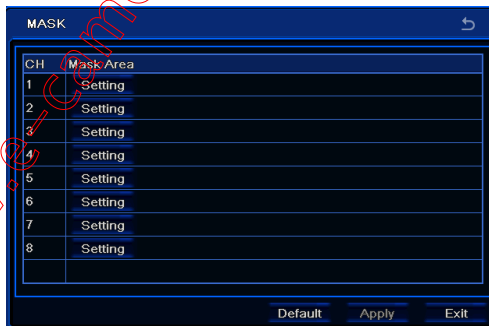 MASK
CH Mask Area
1 Setting
2 Setting
3 Setting
4 Setting
5 Setting
6 Setting
7 Setting
8 Setting
Default Apply Exit